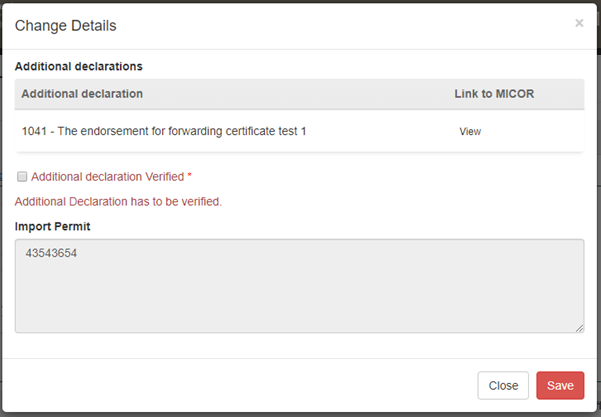 Change Details
×
Additional declarations
Additional declaration Link to MICOR
1041 - The endorsement for forwarding certificate test 1 View
Additional declaration Verified *
Additional Declaration has to be verified.
Import Permit
43543654
Close Save